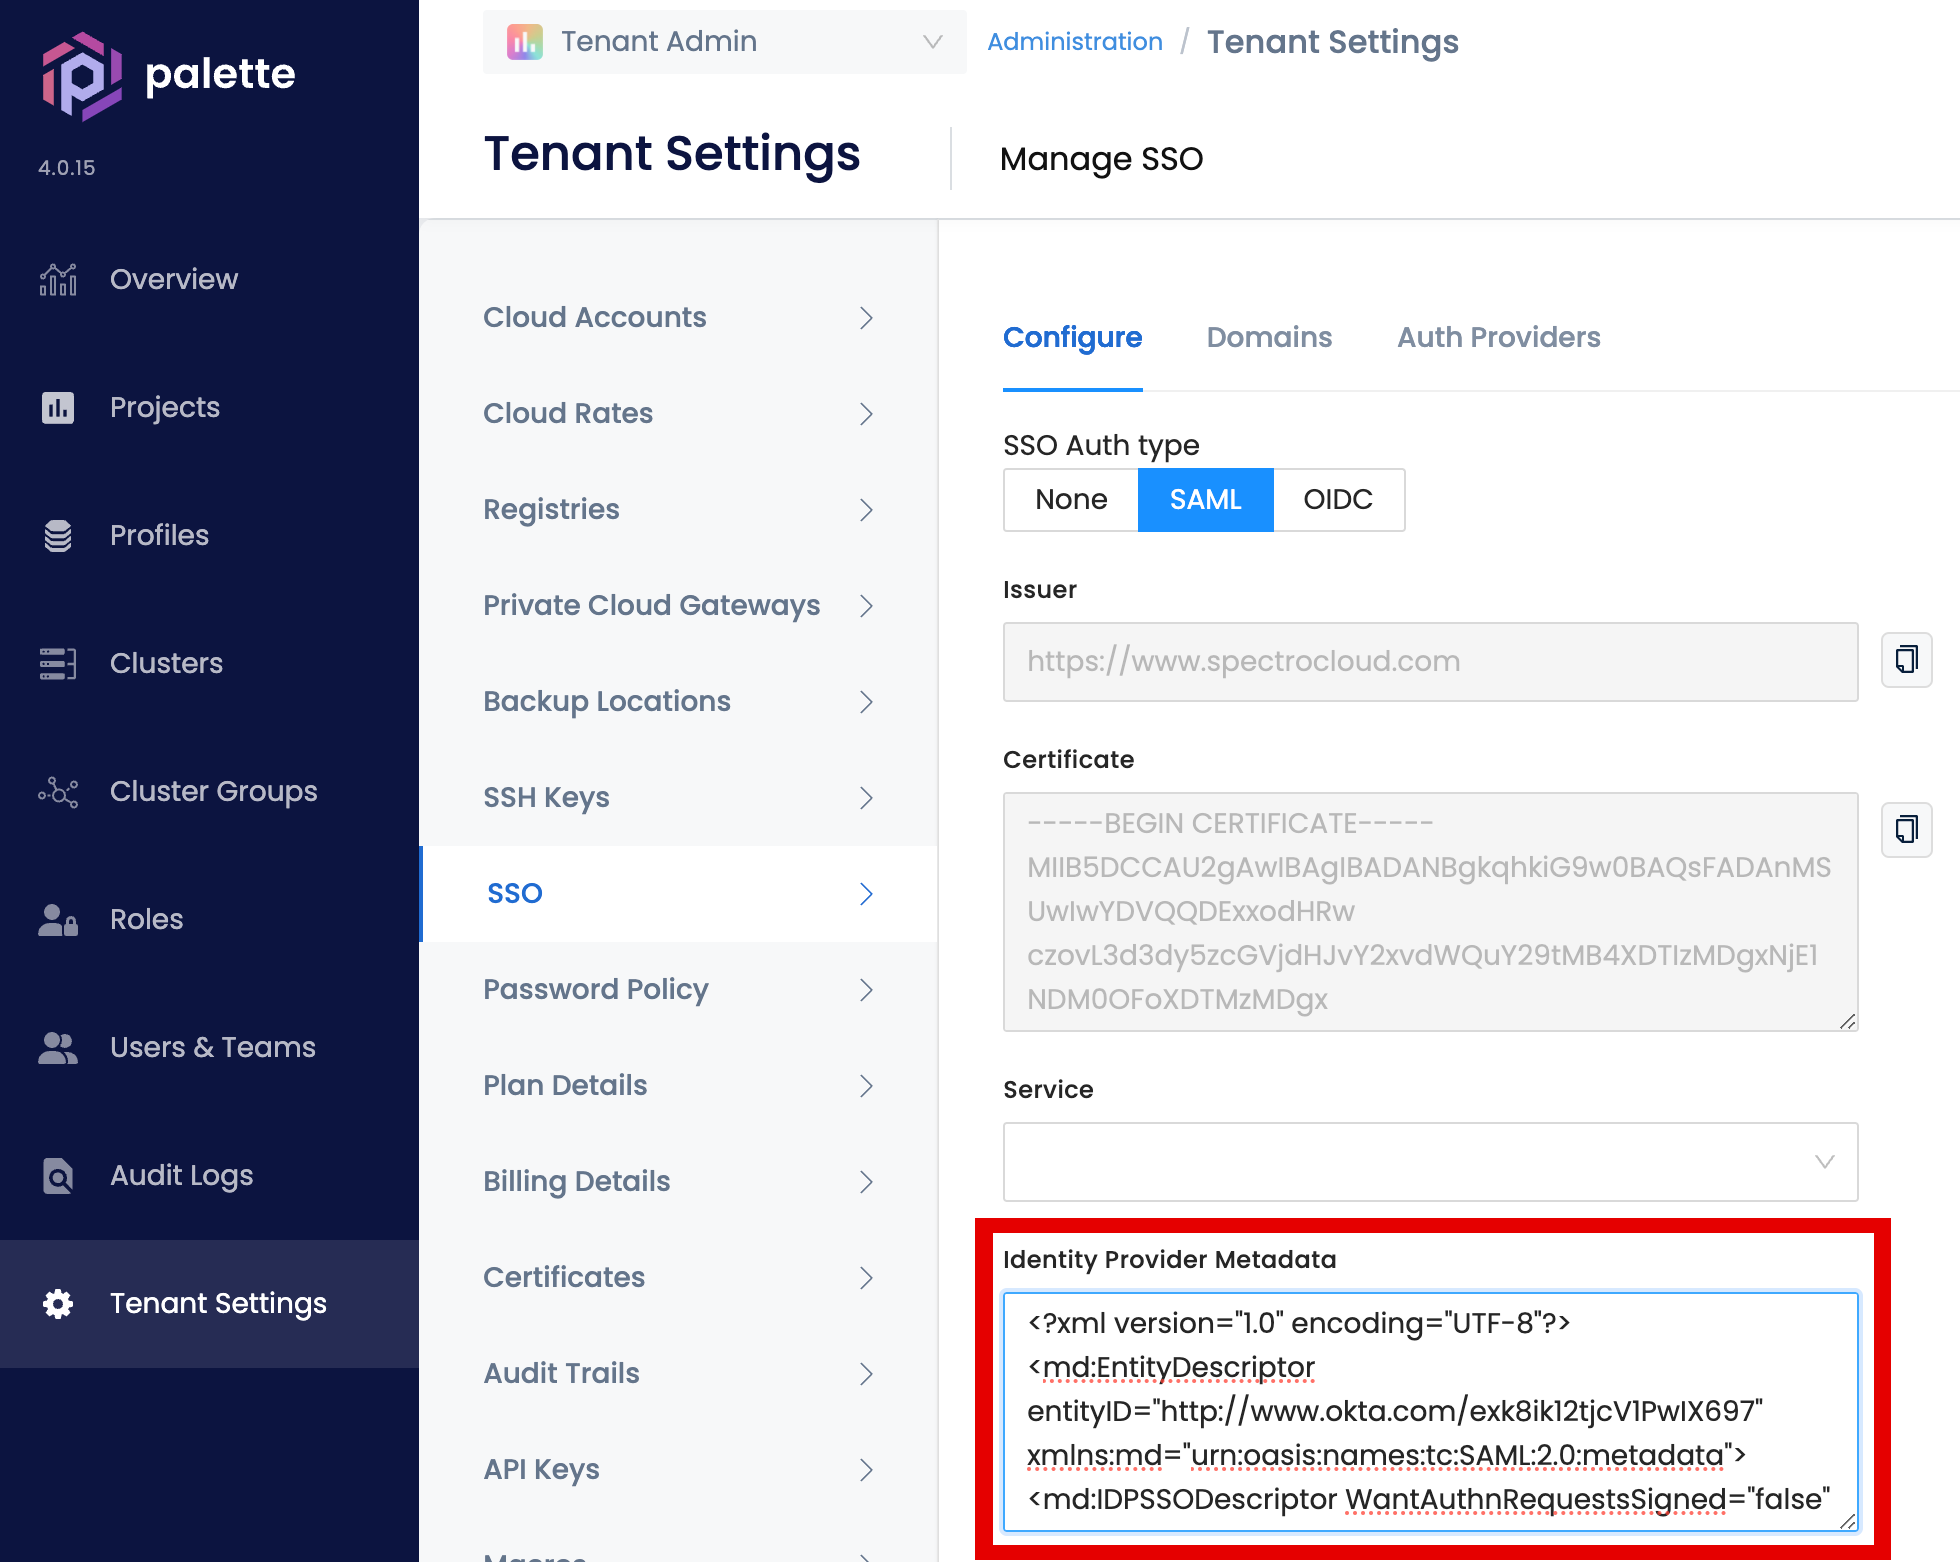 palette
4.0.15
Overview
Projects
Profiles
Clusters
Cluster Groups
Roles
Users & Teams
Audit Logs
Tenant Settings
Tenant Admin
Administration / Tenant Settings
Tenant Settings
Manage SSO
Cloud Accounts
Cloud Rates
Registries
Private Cloud Gateways
Backup Locations
SSH Keys
SSO
Password Policy
Plan Details
Billing Details
Certificates
Audit Trails
API Keys
Macros
Configure
Domains
Auth Providers
SSO Auth type
None
SAML
OIDC
Issuer
https://www.spectrocloud.com
Certificate
-----BEGIN CERTIFICATE-----
MIIB5DCCAU2gAwIBAgIBADANBgkqhkiG9w0BAQsFADAnMS
UwIwYDVQQDExxodHRw
czovL3d3dy5zcGVjdHJvY2xvdWQuY29tMB4XDTIzMDgxNjE1
NDM0OFoXDTMzMDgx
Service
Identity Provider Metadata
<?xml version="1.0" encoding="UTF-8"?>
<md:EntityDescriptor
entityID="http://www.okta.com/exk8ik12tjcV1PwIX697"
xmlns:md="urn:oasis:names:tc:SAML:2.0:metadata">
<md:IDPSSODescriptor WantAuthnRequestsSigned="false"